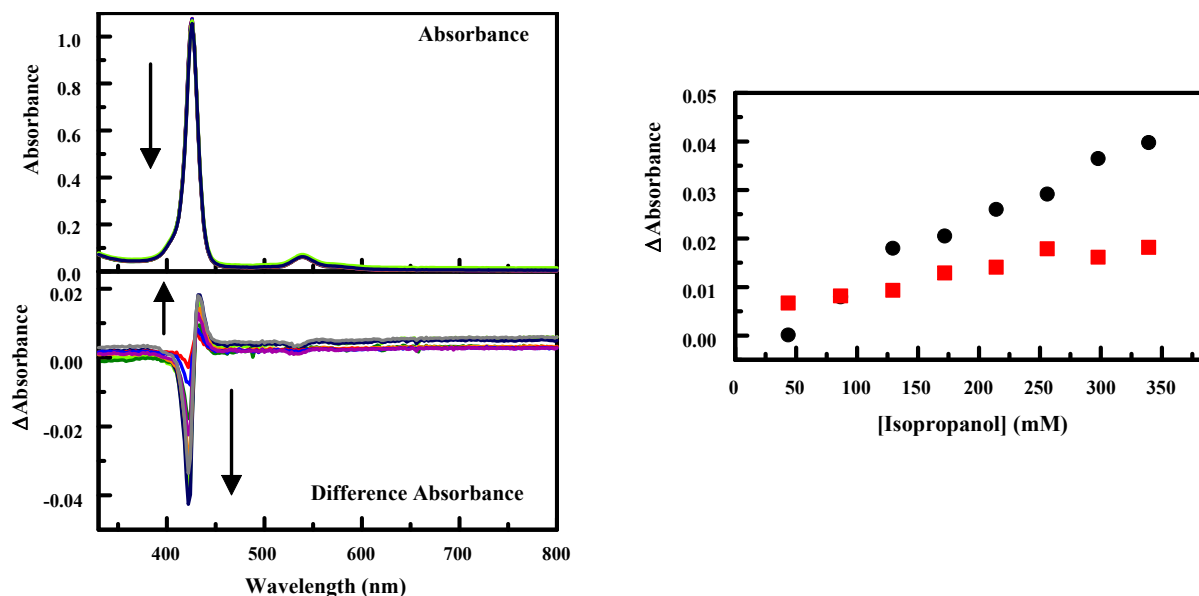 Absorbance
Absorbance
1.0
0.8
0.6
0.4
0.2
0.0
Difference Absorbance
ΔAbsorbance
0.02
0.00
-0.02
-0.04
400 500 600 700 800
Wavelength (nm)
ΔAbsorbance
0.05
0.04
0.03
0.02
0.01
0.00
0 50 100 150 200 250 300 350
[Isopropanol] (mM)